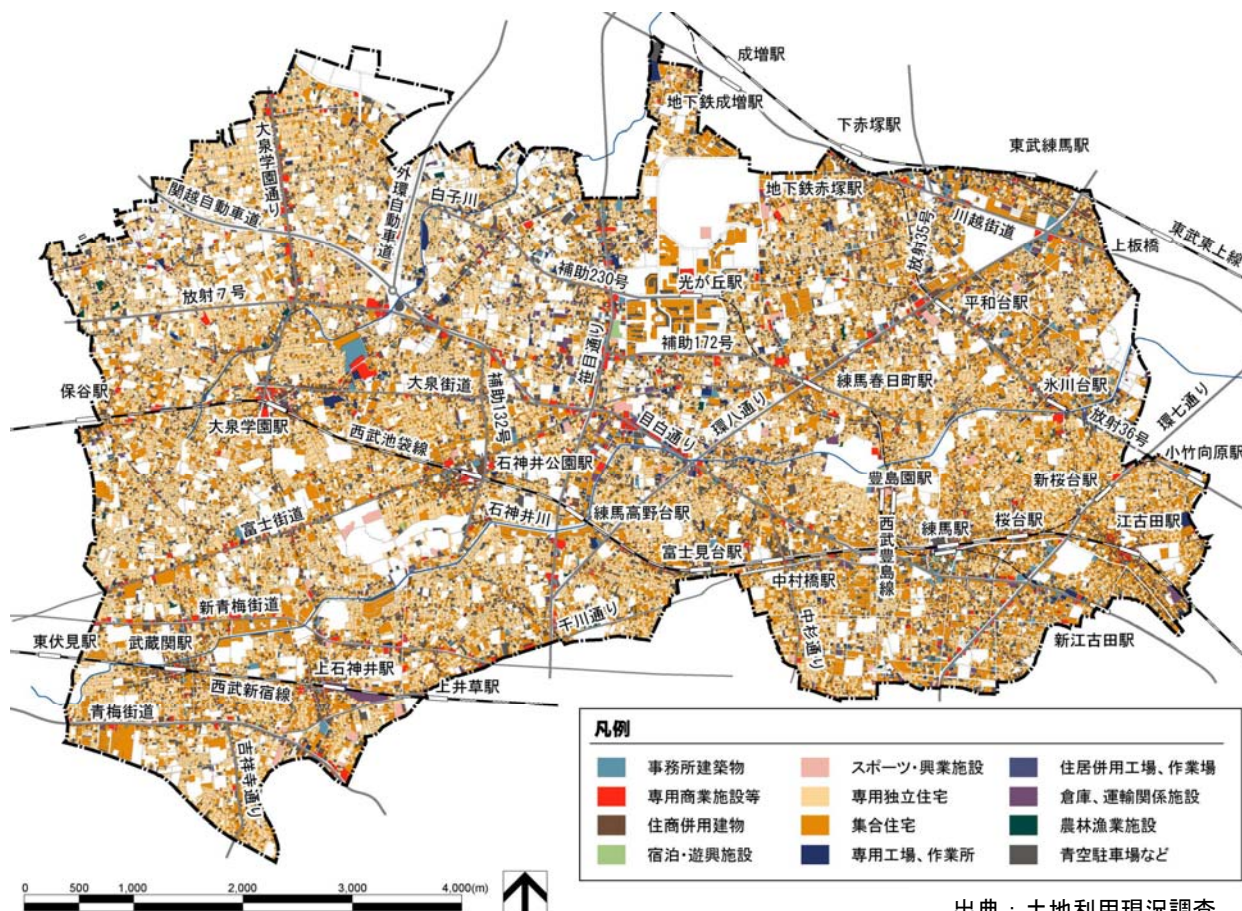 成増駅
地下鉄成増駅
下赤塚駅
東武練馬駅
大泉学園通り
外環自動車道
関越自動車道
白子川
地下鉄赤塚駅
放射35号
川越街道
上板橋
東武東上線
補助230号
光が丘駅
放射7号
平和台駅
笹目通り
補助172号
保谷駅
大泉街道
補助132号
練馬春日町駅
氷川台駅
大泉学園駅
目白通り
環八通り
放射36号
環七通り
西武池袋線
石神井公園駅
豊島園駅
小竹向原駅
新桜台駅
石神井川
練馬高野台駅
富士街道
練馬駅
桜台駅
江古田駅
富士見台駅
西武豊島線
中村橋駅
新青梅街道
千川通り
中杉通り
東伏見駅
武蔵関駅
新江古田駅
上石神井駅
西武新宿線
上井草駅
青梅街道
吉祥寺通り
凡例
事務所建築物
専用商業施設等
住商併用建物
宿泊・遊興施設
スポーツ・興業施設
専用独立住宅
集合住宅
専用工場、作業所
住居併用工場、作業場
倉庫、運輸関係施設
農林漁業施設
青空駐車場など
0 500 1,000 2,000 3,000 4,000(m)
出典：土地利用現況調査